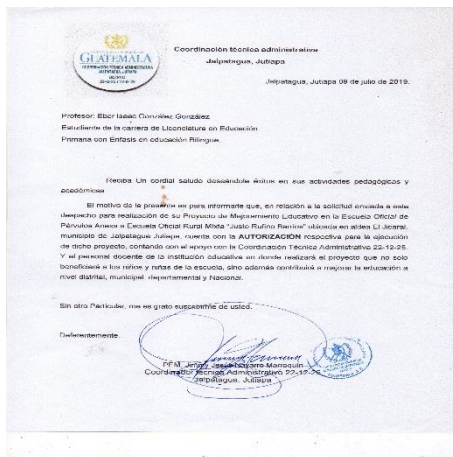 GUATEMALA
Coordinación técnica administrativa
Jalpatagua, Jutiapa
Jalpatagua, Jutiapa 08 de julio de 2019.
Profesor: Eber Isaac González González
Estudiante de la carrera de Licenciatura en Educación
Primaria con Énfasis en educación Bilingüe.
Reciba Un cordial saludo deseándole éxitos en sus actividades pedagógicas y
académicas
El motivo de la presente es para informarle que, en relación a la solicitud enviada a este
despacho para realización de su Proyecto de Mejoramiento Educativo en la Escuela Oficial de
Párvulos Anexa a Escuela Oficial Rural Mixta "Justo Rufino Barrios" ubicada en aldea El Jicaral,
municipio de Jalpatagua Jutiapa, cuenta con la AUTORIZACIÓN respectiva para la ejecución
de dicho proyecto, contando con el apoyo con la Coordinación Técnica Administrativa 22-12-25.
Y el personal docente de la institución educativa en donde realizará el proyecto que no solo
beneficiará a los niños y niñas de la escuela, sino además contribuirá a mejorar la educación a
nivel distrital, municipal, departamental y Nacional.
Sin otro Particular, me es grato suscribirme de usted.
Deferentemente.
PEM. Jimmy Navarro Marroquín
Coordinador Técnico Administrativo 22-12-25
Jalpatagua, Jutiapa